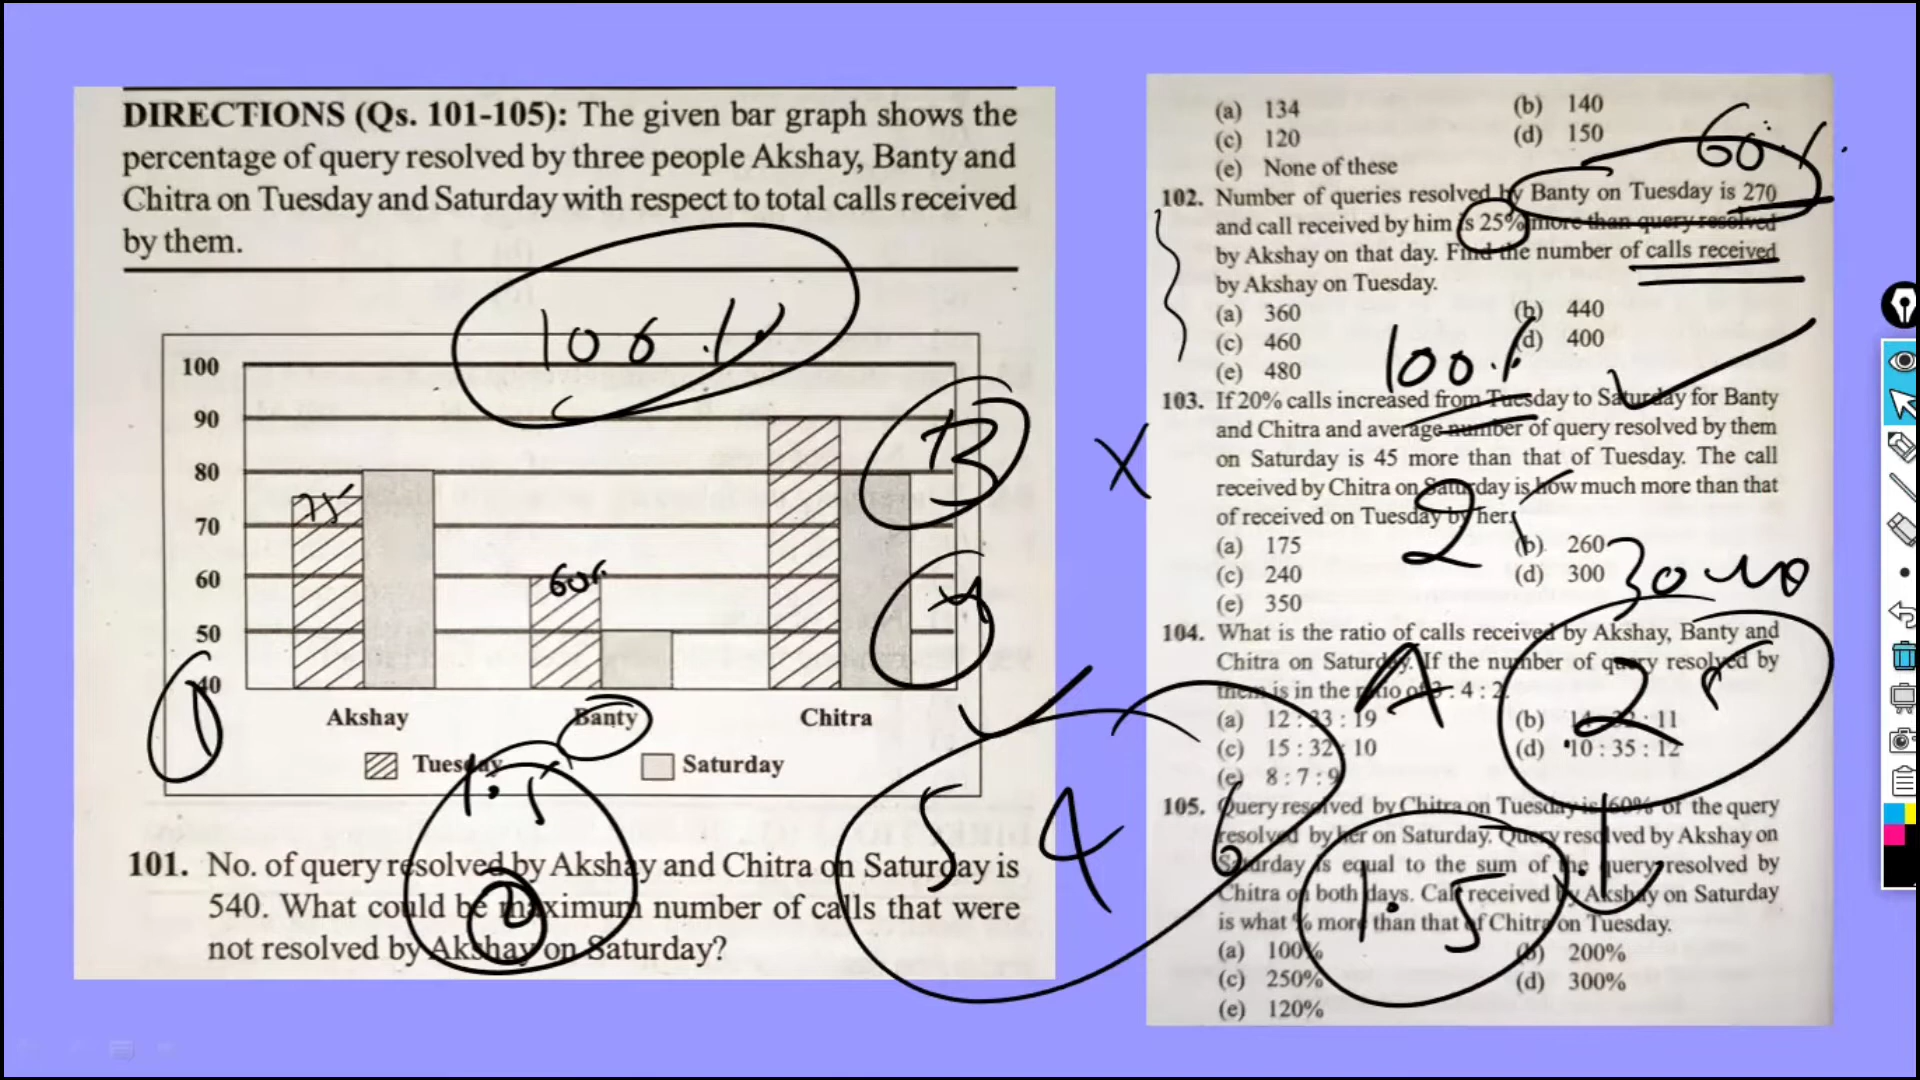 DIRECTIONS (Qs. 101-105): The given bar graph shows the
percentage of query resolved by three people Akshay, Banty and
Chitra on Tuesday and Saturday with respect to total calls received
by them.
100
90
80
70
60
50
40
75
60%
Akshay
Banty
Chitra
Tuesday
Saturday
101. No. of query resolved by Akshay and Chitra on Saturday is
540. What could be maximum number of calls that were
not resolved by Akshay on Saturday?
(a) 134
(b) 140
(c) 120
(d) 150
(e) None of these
60%
102. Number of queries resolved by Banty on Tuesday is 270
and call received by him is 25% more than query resolved
by Akshay on that day. Find the number of calls received
by Akshay on Tuesday.
(a) 360
(b) 440
(c) 460
(d) 400
(e) 480
100%
103. If 20% calls increased from Tuesday to Saturday for Banty
and Chitra and average number of query resolved by them
on Saturday is 45 more than that of Tuesday. The call
received by Chitra on Saturday is how much more than that
of received on Tuesday by her.
(a) 175
(b) 260
(c) 240
(d) 300
(e) 350
104. What is the ratio of calls received by Akshay, Banty and
Chitra on Saturday. If the number of query resolved by
them is in the ratio of 3 : 4 : 2.
(a) 12 : 33 : 19
(c) 15 : 32 : 10
(d) 10 : 35 : 12
(e) 8 : 7 : 9
105. Query resolved by Chitra on Tuesday is 60% of the query
resolved by her on Saturday. Query resolved by Akshay on
Saturday is equal to the sum of the query resolved by
Chitra on both days. Call received by Akshay on Saturday
is what % more than that of Chitra on Tuesday.
(a) 100%
(b) 200%
(c) 250%
(d) 300%
(e) 120%